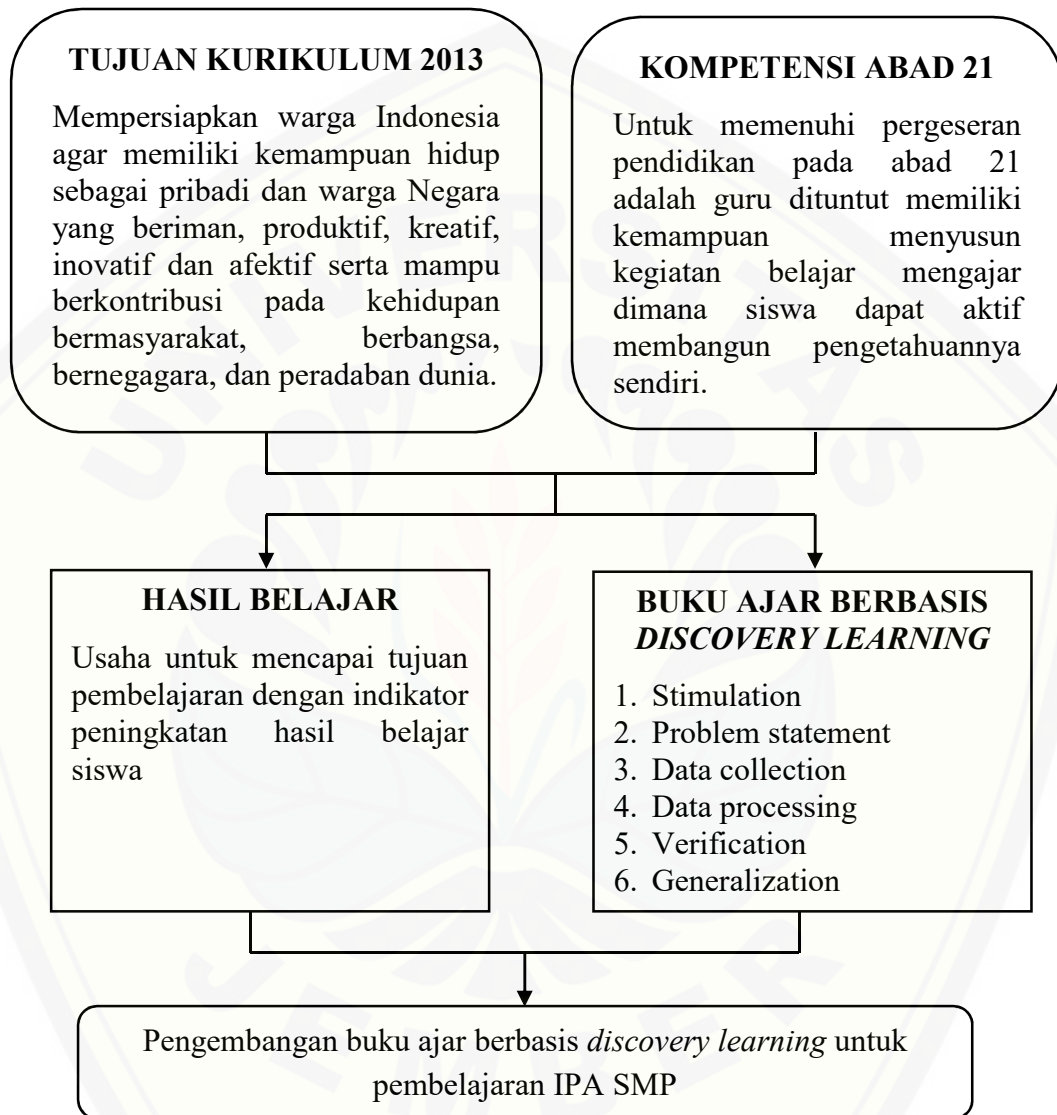 TUJUAN KURIKULUM 2013
Mempersiapkan warga Indonesia
agar memiliki kemampuan hidup
sebagai pribadi dan warga Negara
yang beriman, produktif, kreatif,
inovatif dan afektif serta mampu
berkontribusi pada kehidupan
bermasyarakat, berbangsa,
bernegagara, dan peradaban dunia.
KOMPETENSI ABAD 21
Untuk memenuhi pergeseran
pendidikan pada abad 21
adalah guru dituntut memiliki
kemampuan menyusun
kegiatan belajar mengajar
dimana siswa dapat aktif
membangun pengetahuannya
sendiri.
HASIL BELAJAR
Usaha untuk mencapai tujuan
pembelajaran dengan indikator
peningkatan hasil belajar
siswa
BUKU AJAR BERBASIS
DISCOVERY LEARNING
1. Stimulation
2. Problem statement
3. Data collection
4. Data processing
5. Verification
6. Generalization
Pengembangan buku ajar berbasis discovery learning untuk
pembelajaran IPA SMP
UNIVERSITAS
JEMBER